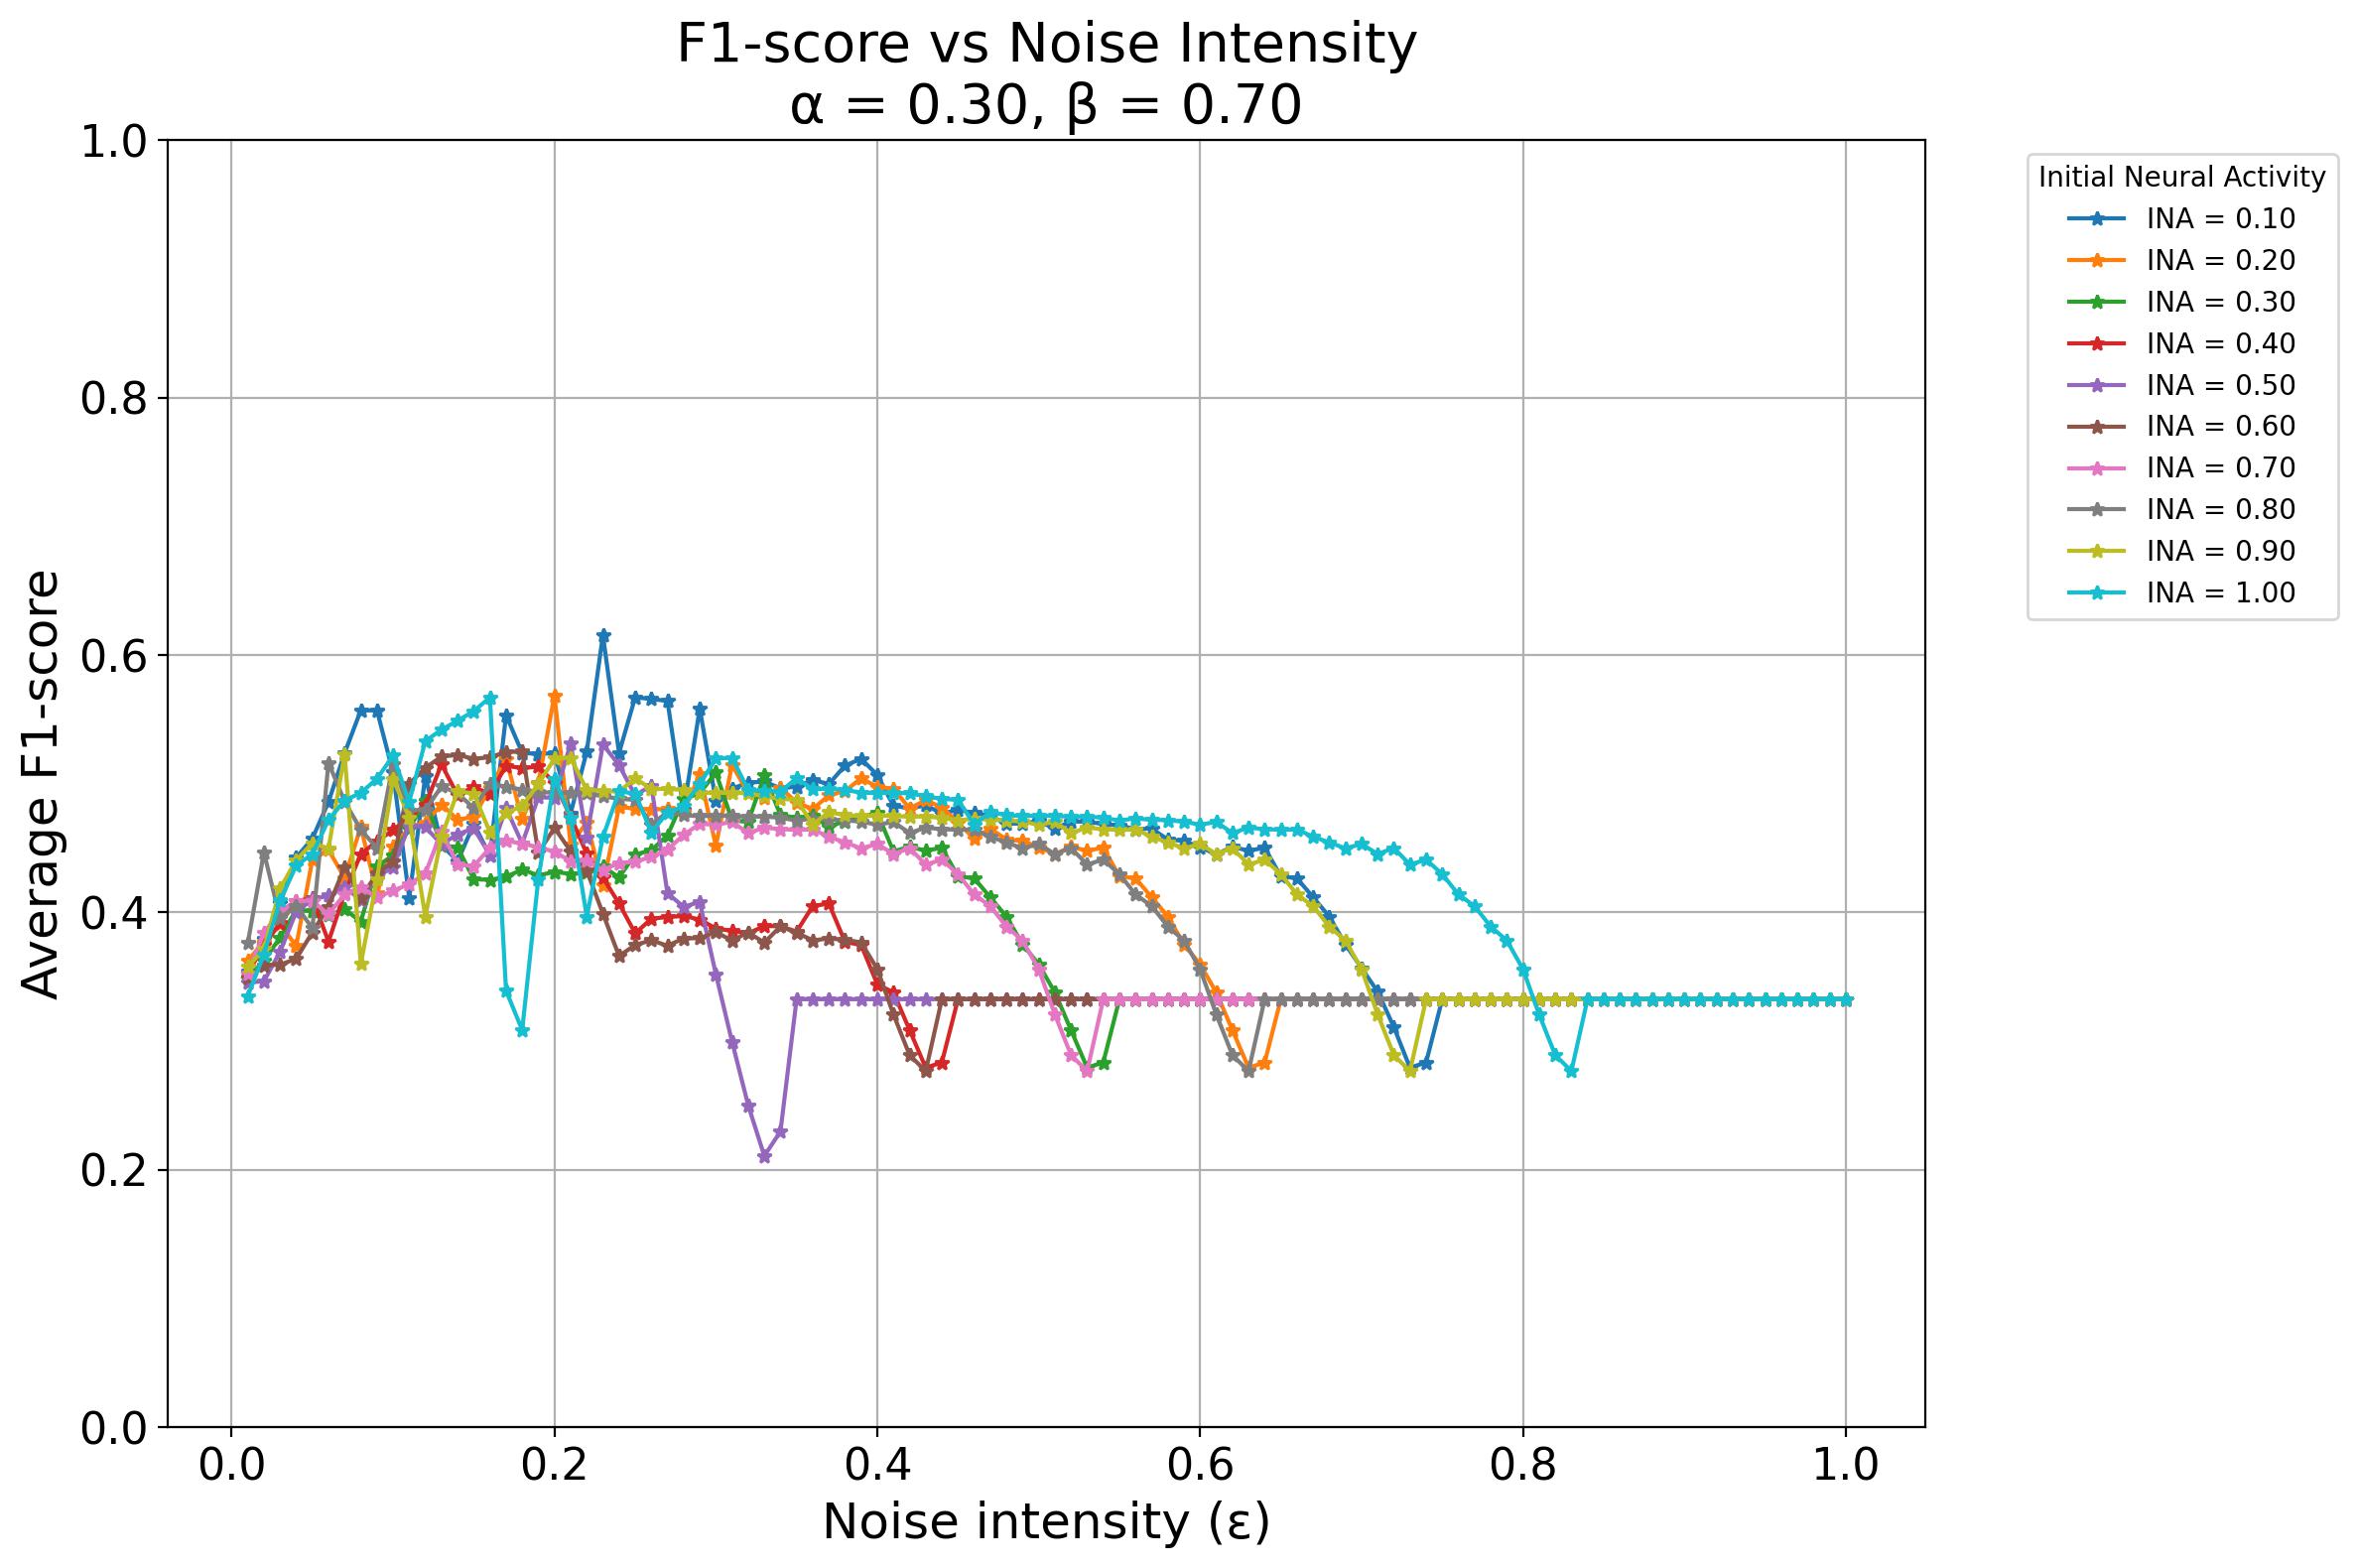 F1-score vs Noise Intensity
α = 0.30, β = 0.70
1.0
0.8
0.6
0.4
0.2
0.0
Average F1-score
0.0 0.2 0.4 0.6 0.8 1.0
Noise intensity (ε)
Initial Neural Activity
INA = 0.10
INA = 0.20
INA = 0.30
INA = 0.40
INA = 0.50
INA = 0.60
INA = 0.70
INA = 0.80
INA = 0.90
INA = 1.00